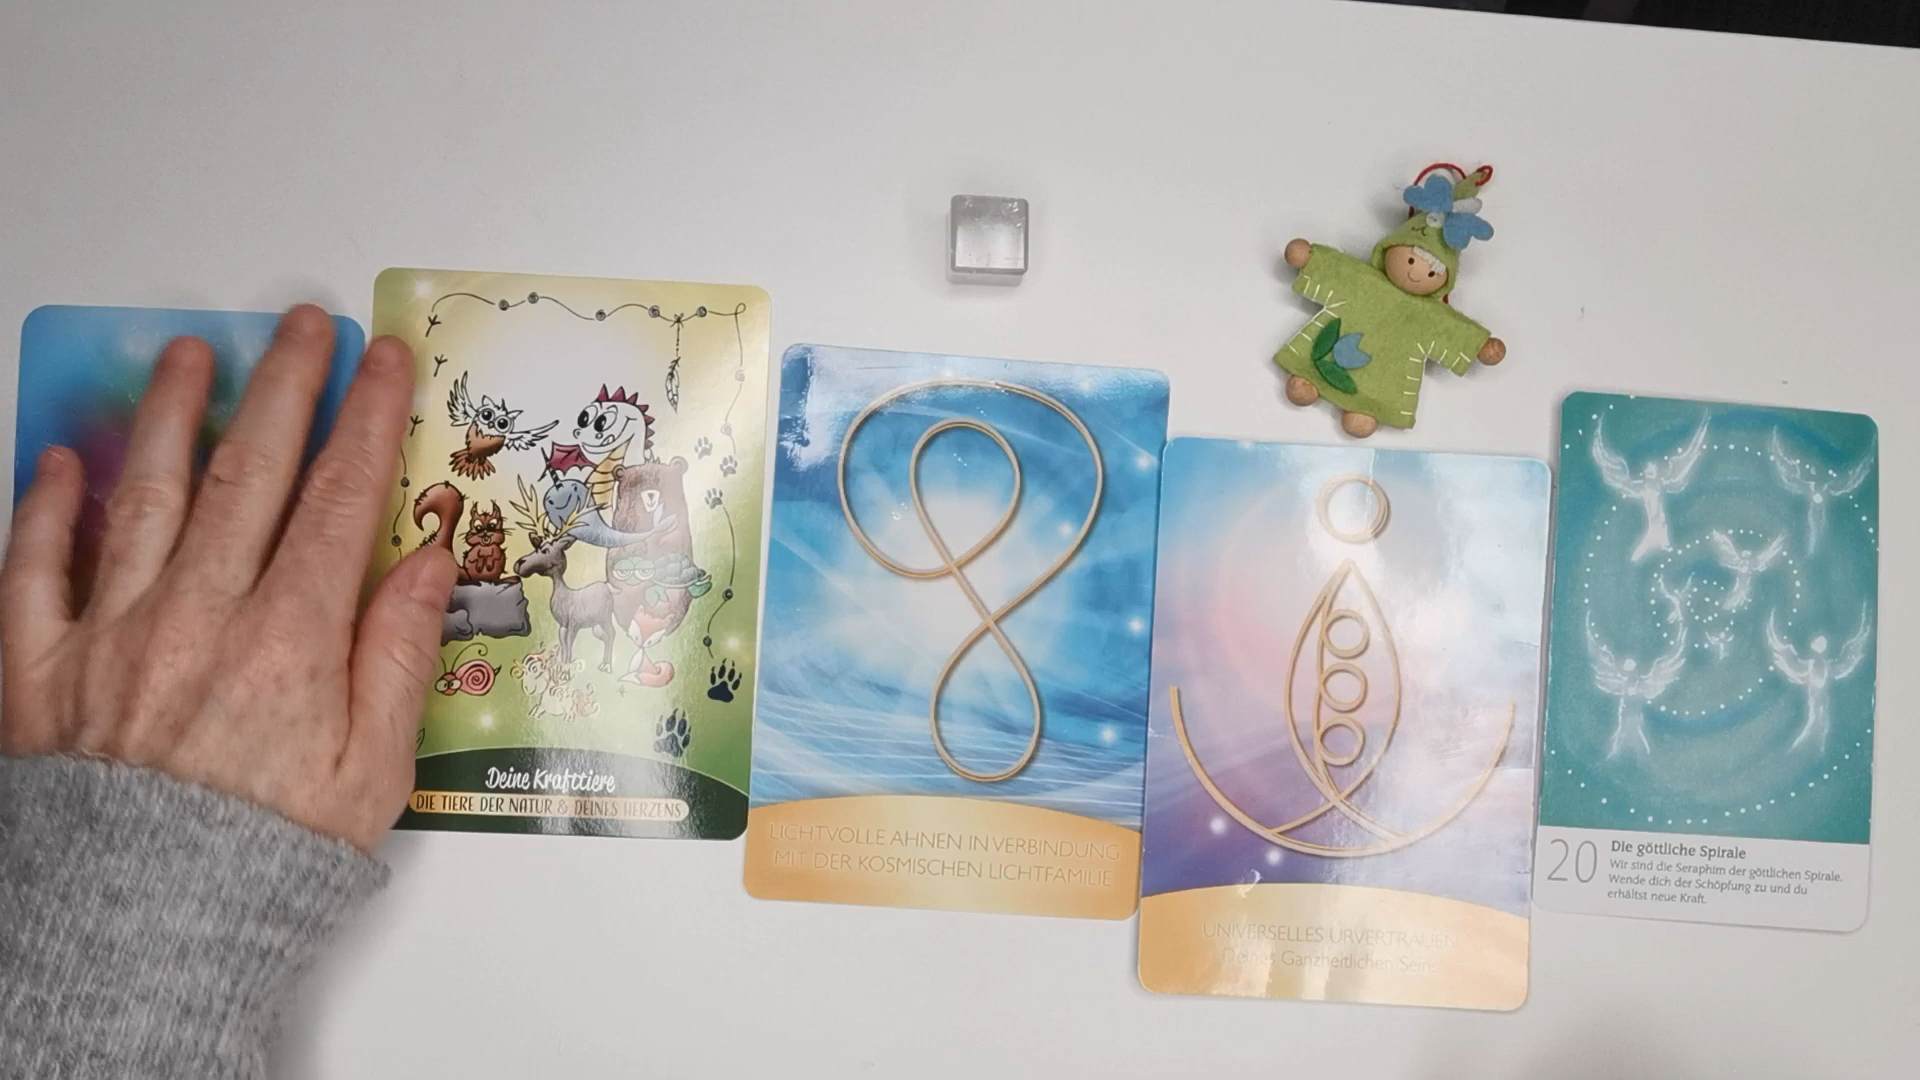 Deine Krafttiere
DIE TIERE DER NATUR & DEINES HERZENS
LICHTVOLLE AHNEN IN VERBINDUNG
MIT DER KOSMISCHEN LICHTFAMILIE
UNIVERSELLES URVERTRAUEN
Deines Ganzheitlichen Seins
20
Die göttliche Spirale
Wir sind die Seraphim der göttlichen Spirale.
Wende dich der Schöpfung zu und du
erhältst neue Kraft.